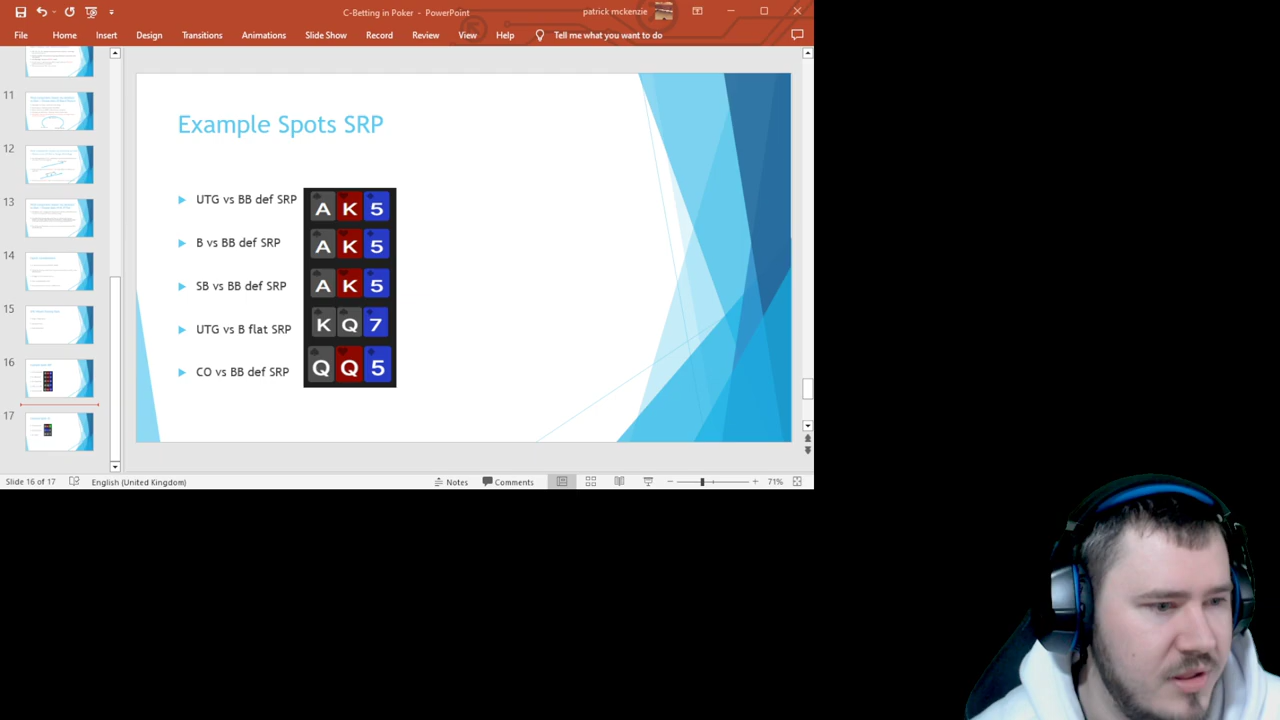 C-Betting in Poker - PowerPoint
patrick mckenzie
File Home Insert Design Transitions Animations Slide Show Record Review View Help Tell me what you want to do
11
12
13
14
15
16
17
Example Spots SRP
UTG vs BB def SRP A K 5
B vs BB def SRP A K 5
SB vs BB def SRP A K 5
UTG vs B flat SRP K Q 7
CO vs BB def SRP Q Q 5
Slide 16 of 17 English (United Kingdom) Notes Comments 71%